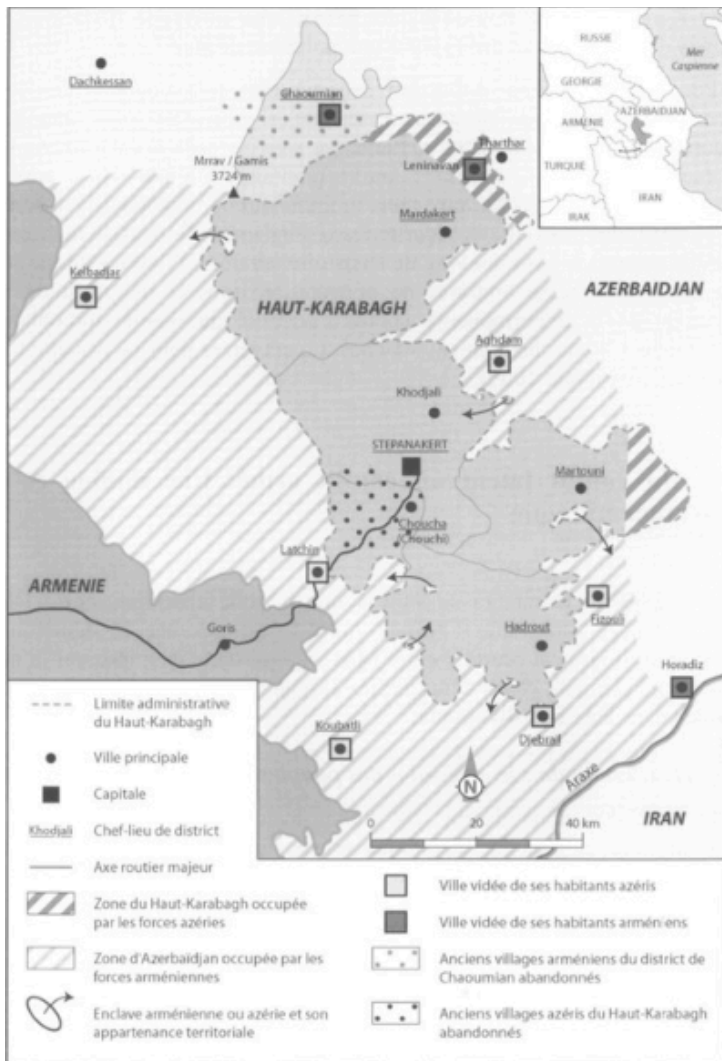 RUSSIE
Mer
Caspienne
GEORGIE
AZERBAIDJAN
ARMENIE
TURQUIE
IRAN
IRAK
Dachkessan
Ghaoumian
Mrrav / Gamis
3724 m
Tharthar
Leninavan
Mardakert
Kelbadjar
HAUT-KARABAGH
AZERBAIDJAN
Aghdam
Khodjali
STEPANAKERT
Martouni
Choucha
(Chouchi)
Latchin
ARMENIE
Goris
Fizouli
Hadrout
Horadiz
Koubatli
Djebrail
Araxe
N
IRAN
0 20 40 km
Limite administrative
du Haut-Karabagh
Ville principale
Capitale
Khodjali Chef-lieu de district
Axe routier majeur
Zone du Haut-Karabagh occupée
par les forces azéries
Zone d'Azerbaïdjan occupée par les
forces arméniennes
Enclave arménienne ou azérie et son
appartenance territoriale
Ville vidée de ses habitants azéris
Ville vidée de ses habitants arméniens
Anciens villages arméniens du district de
Chaoumian abandonnés
Anciens villages azéris du Haut-Karabagh
abandonnés